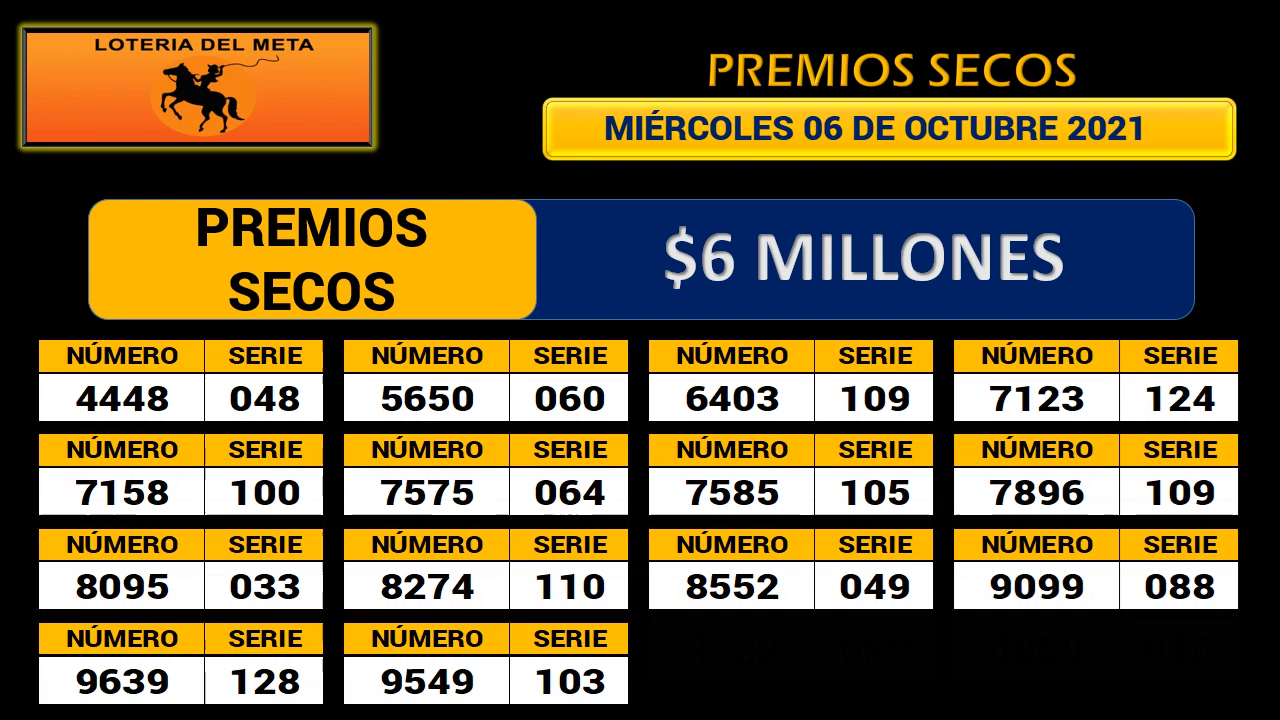 LOTERIA DEL META
PREMIOS SECOS
MIÉRCOLES 06 DE OCTUBRE 2021
PREMIOS
SECOS
$6 MILLONES
NÚMERO SERIE NÚMERO SERIE NÚMERO SERIE NÚMERO SERIE
4448 048 5650 060 6403 109 7123 124
NÚMERO SERIE NÚMERO SERIE NÚMERO SERIE NÚMERO SERIE
7158 100 7575 064 7585 105 7896 109
NÚMERO SERIE NÚMERO SERIE NÚMERO SERIE NÚMERO SERIE
8095 033 8274 110 8552 049 9099 088
NÚMERO SERIE NÚMERO SERIE
9639 128 9549 103